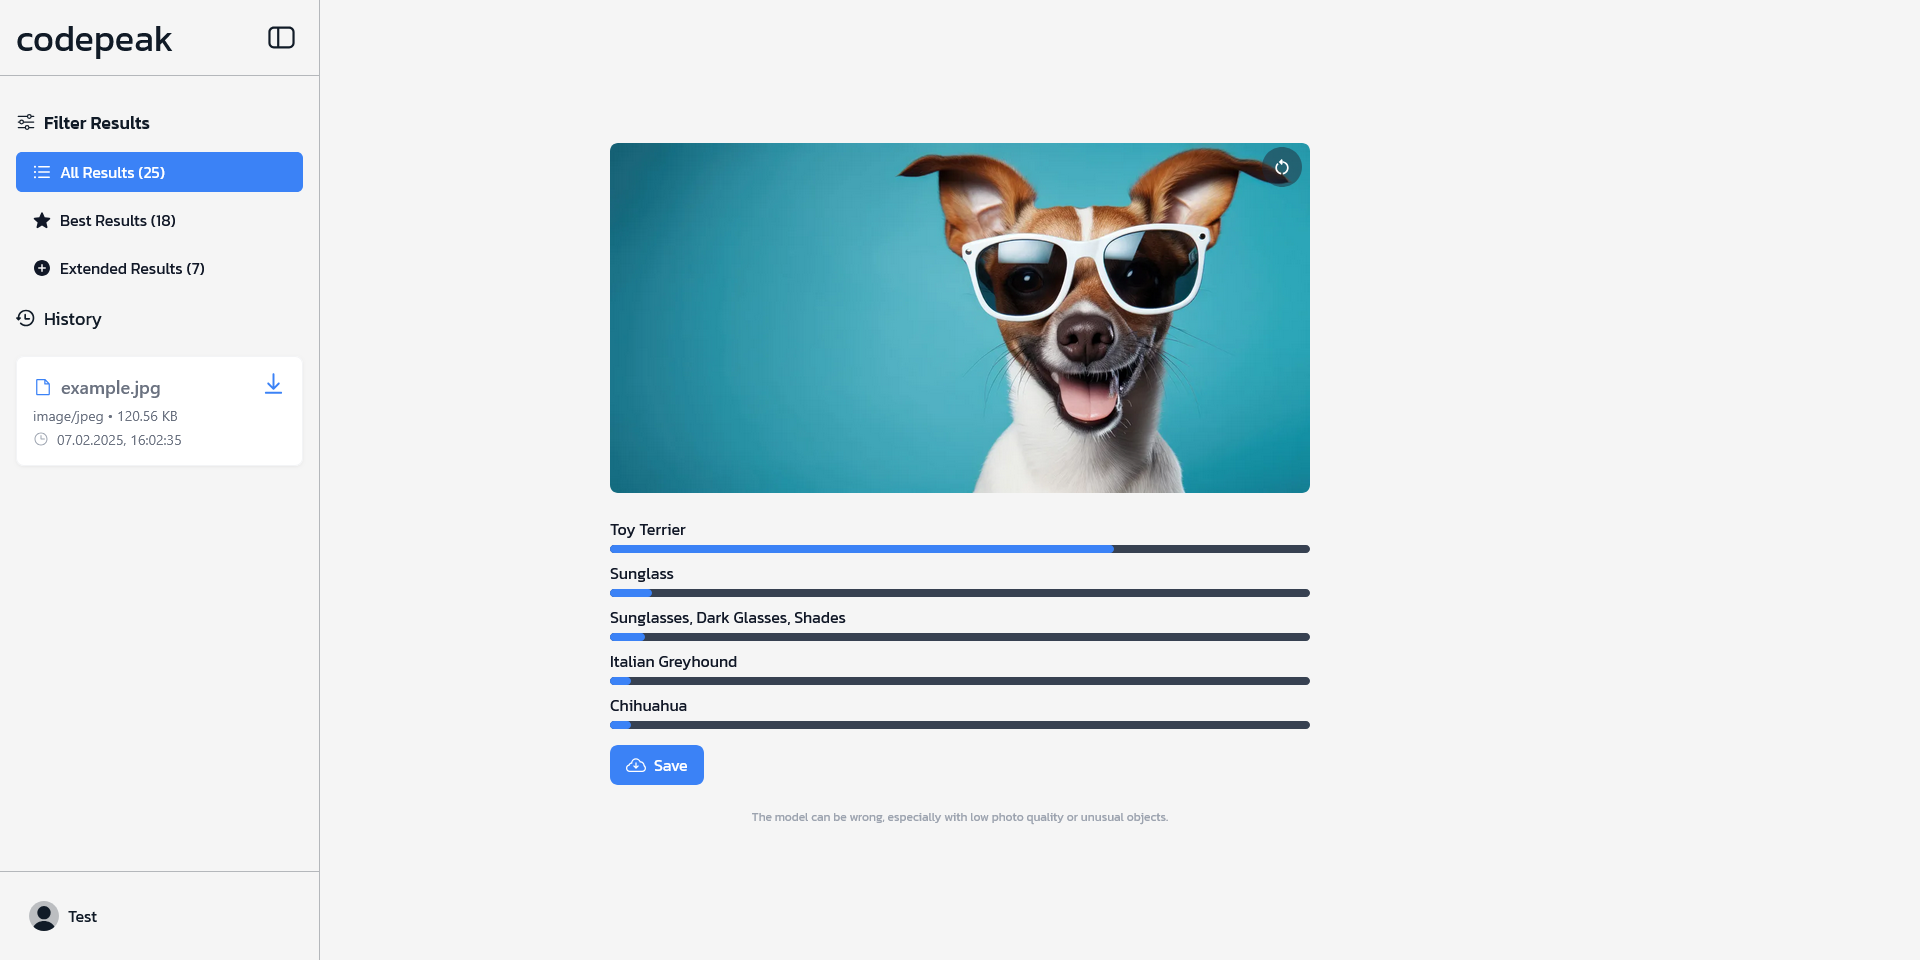 codepeak
Filter Results
All Results (25)
Best Results (18)
Extended Results (7)
History
example.jpg
image/jpeg • 120.56 KB
07.02.2025, 16:02:35
Test
Toy Terrier
Sunglass
Sunglasses, Dark Glasses, Shades
Italian Greyhound
Chihuahua
Save
The model can be wrong, especially with low photo quality or unusual objects.